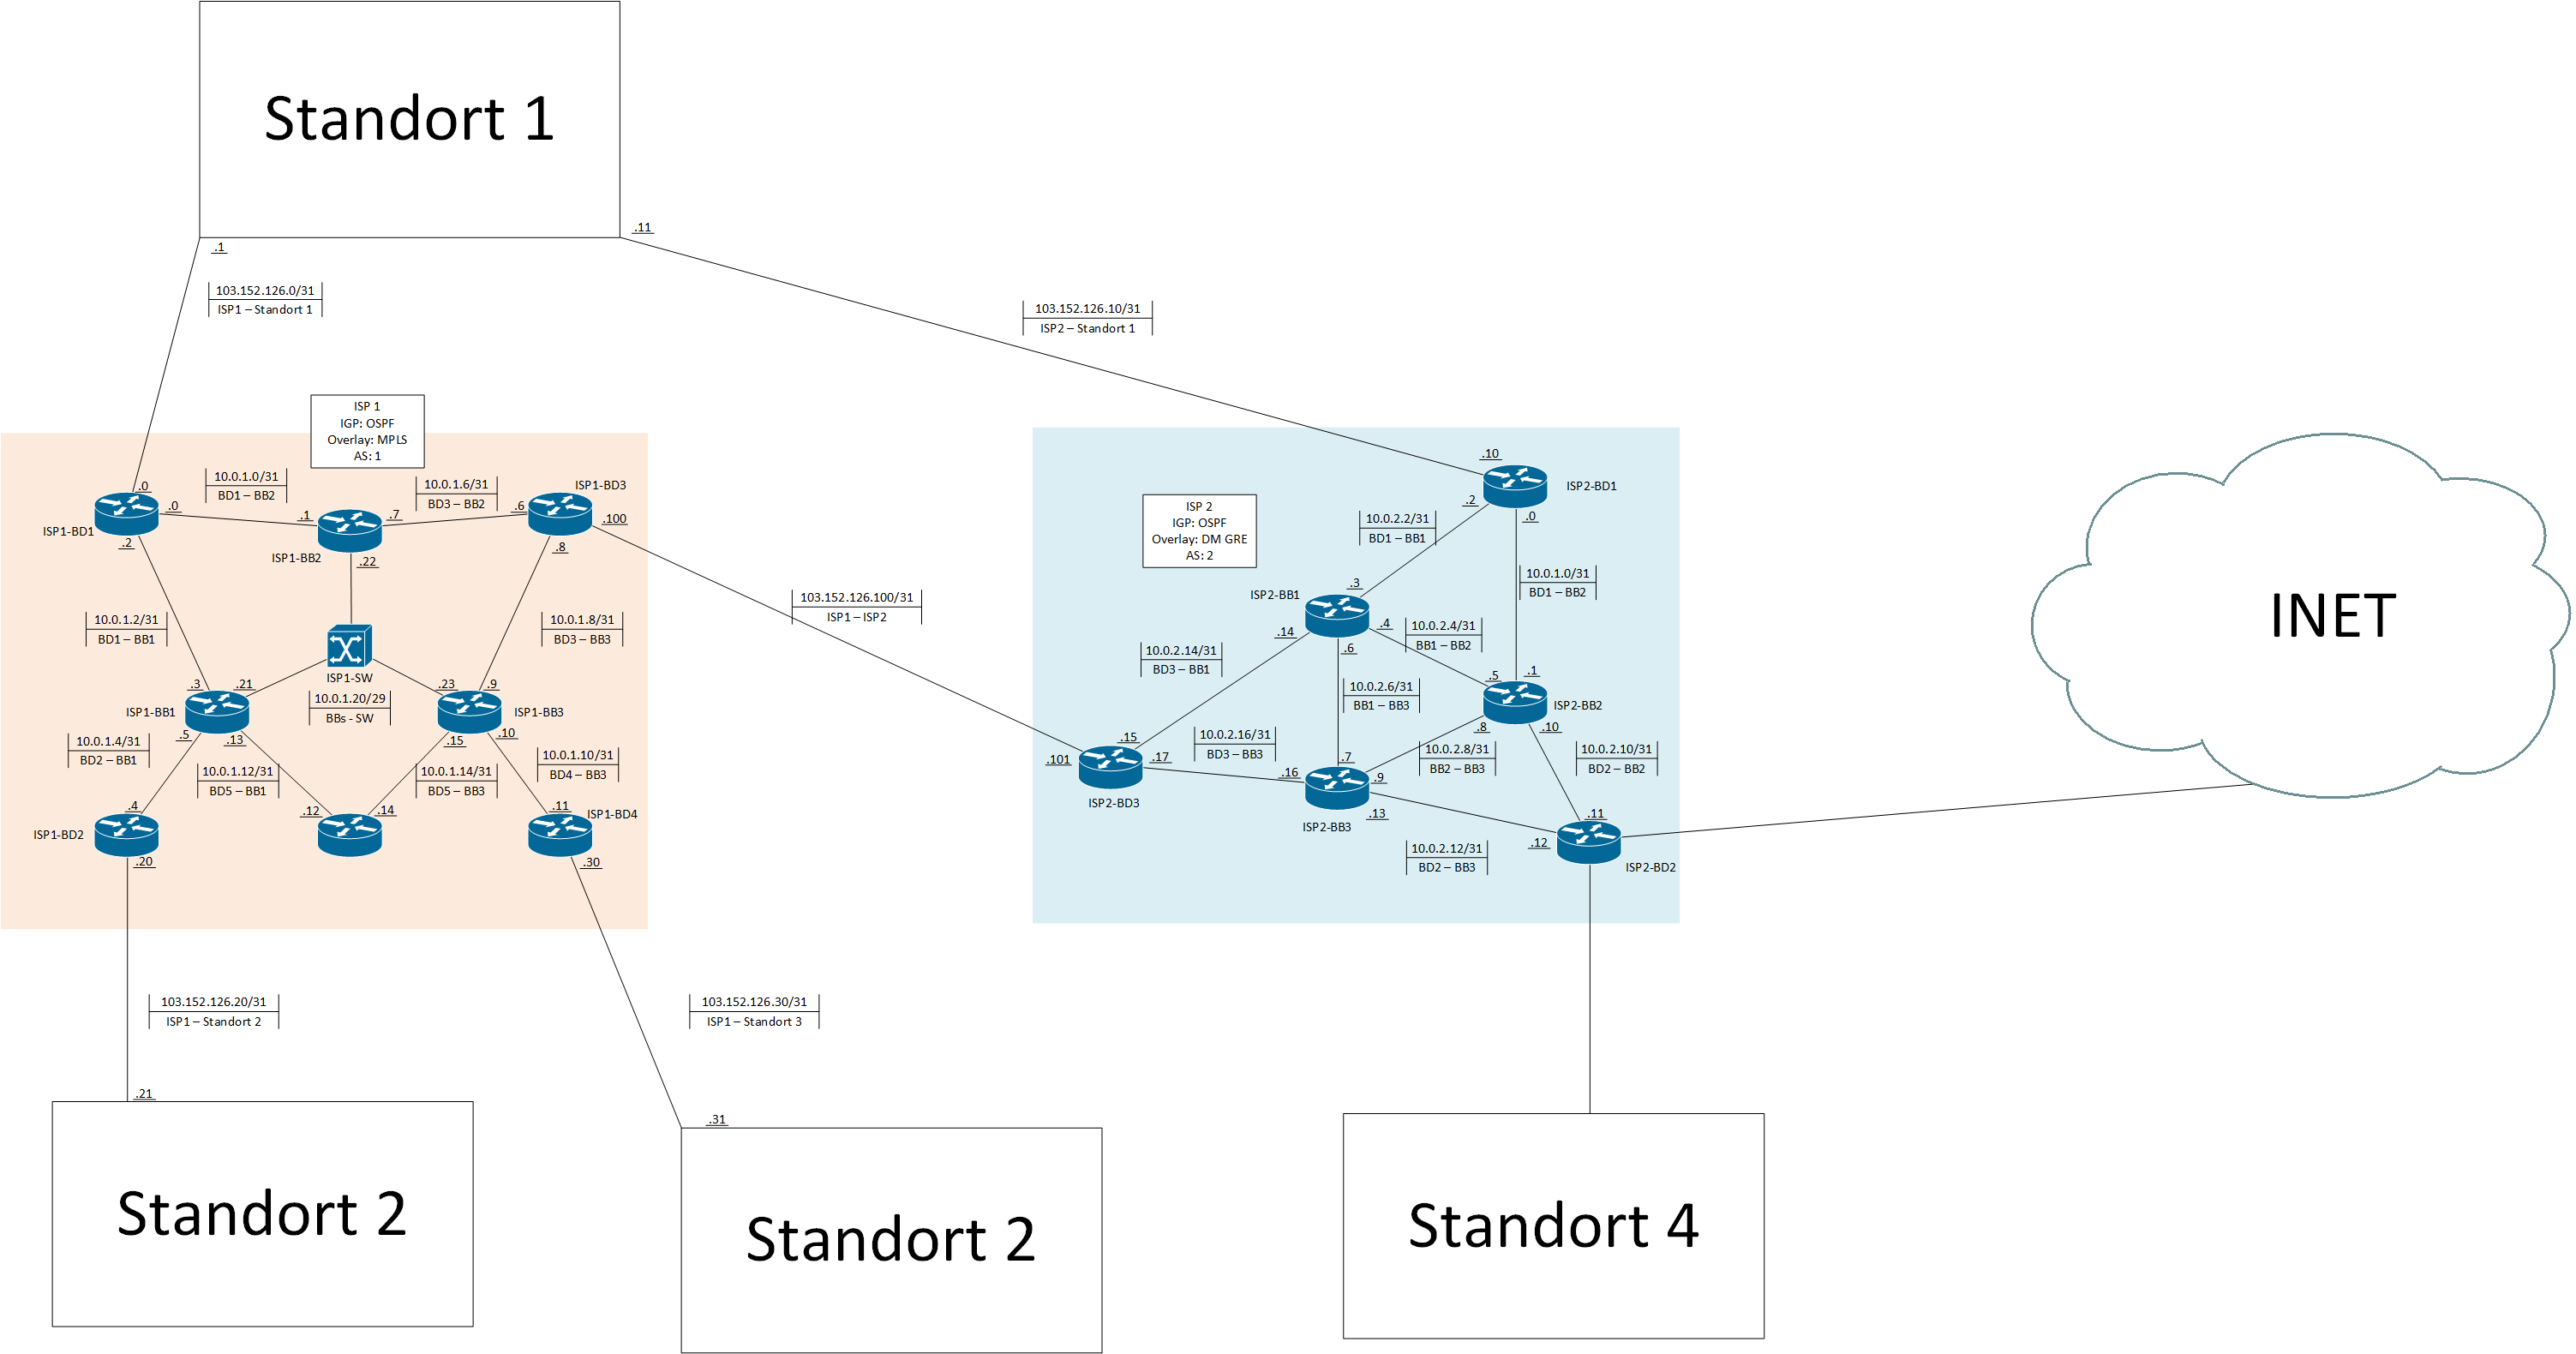 Standort 1
.11
.1
103.152.126.0/31
ISP1 – Standort 1
103.152.126.10/31
ISP2 – Standort 1
ISP 1
IGP: OSPF
Overlay: MPLS
AS: 1
10.0.1.0/31
BD1 – BB2
10.0.1.6/31
BD3 – BB2
ISP1-BD3
.0
.0
.1
.7
.6
.100
ISP1-BD1
.2
ISP1-BB2
.22
.8
10.0.1.2/31
BD1 – BB1
10.0.1.8/31
BD3 – BB3
ISP1-SW
.3
.21
.23
.9
10.0.1.20/29
BBs - SW
ISP1-BB1
ISP1-BB3
.5
.13
.15
.10
10.0.1.4/31
BD2 – BB1
10.0.1.12/31
BD5 – BB1
10.0.1.14/31
BD5 – BB3
10.0.1.10/31
BD4 – BB3
.4
.12
.14
.11
ISP1-BD2
ISP1-BD4
.20
.30
103.152.126.100/31
ISP1 – ISP2
.10
ISP2-BD1
ISP 2
IGP: OSPF
Overlay: DM GRE
AS: 2
.2
.0
10.0.2.2/31
BD1 – BB1
10.0.1.0/31
BD1 – BB2
ISP2-BB1
.3
.14
.4
.6
10.0.2.4/31
BB1 – BB2
10.0.2.14/31
BD3 – BB1
10.0.2.6/31
BB1 – BB3
.5
.1
ISP2-BB2
.8
.10
.15
10.0.2.16/31
BD3 – BB3
10.0.2.8/31
BB2 – BB3
10.0.2.10/31
BD2 – BB2
.101
.17
.16
.7
.9
ISP2-BD3
ISP2-BB3
.13
.11
.12
10.0.2.12/31
BD2 – BB3
ISP2-BD2
INET
103.152.126.20/31
ISP1 – Standort 2
103.152.126.30/31
ISP1 – Standort 3
.21
.31
Standort 2
Standort 2
Standort 4